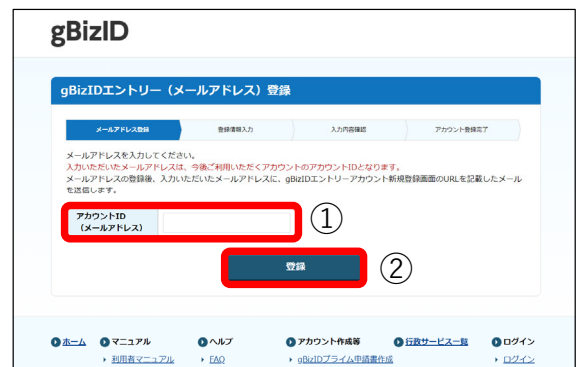 gBizID
gBizIDエントリー（メールアドレス）登録
メールアドレス登録 登録情報入力 入力内容確認 アカウント登録完了
メールアドレスを入力してください。
入力いただいたメールアドレスは、今後ご利用いただくアカウントのアカウントIDとなります。
メールアドレスの登録後、入力いただいたメールアドレスに、gBizIDエントリーアカウント新規登録画面のURLを記載したメール
を送信します。
アカウントID
（メールアドレス）
①
登録
②
ホーム マニュアル ヘルプ アカウント作成等 行政サービス一覧 ログイン
利用者マニュアル FAQ gBizIDプライム申請書作成 ログイン